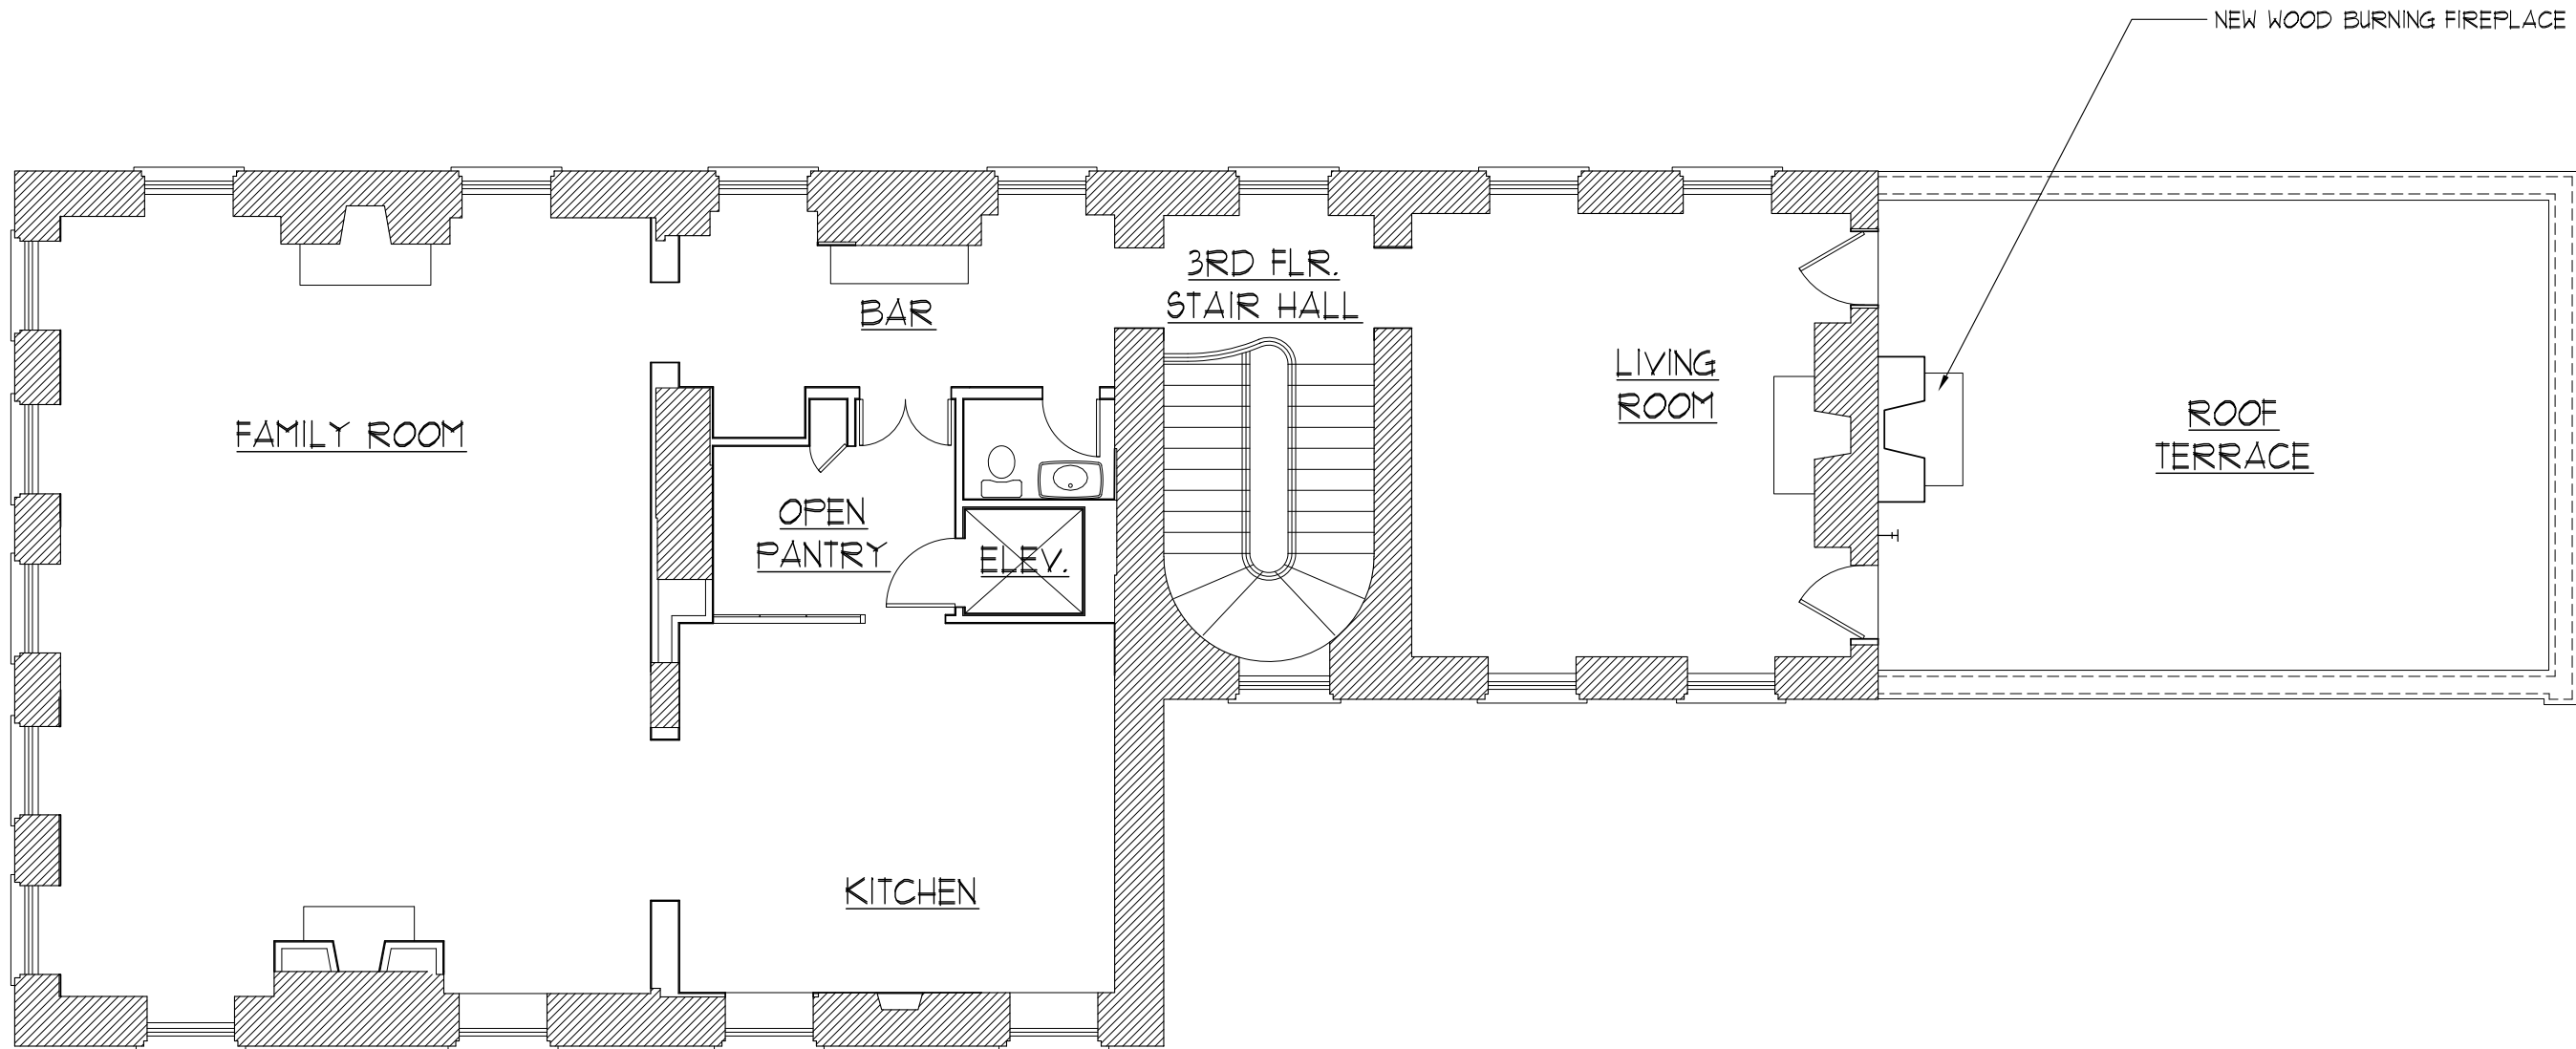 NEW WOOD BURNING FIREPLACE
3RD FLR.
STAIR HALL
BAR
LIVING
ROOM
FAMILY ROOM
ROOF
TERRACE
OPEN
PANTRY
ELEV.
KITCHEN